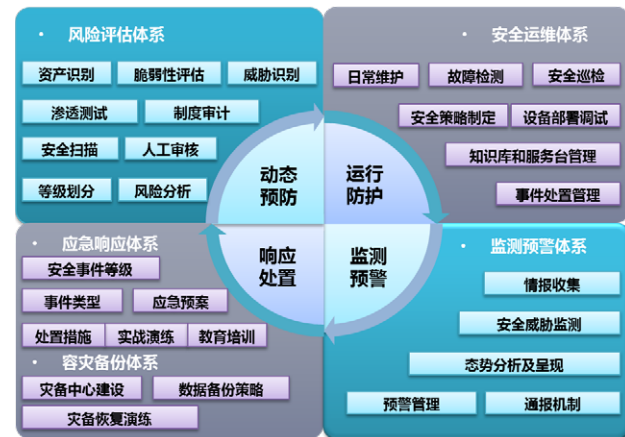 · 风险评估体系
资产识别 脆弱性评估 威胁识别
渗透测试 制度审计
安全扫描 人工审核
等级划分 风险分析
· 安全运维体系
日常维护 故障检测 安全巡检
安全策略制定 设备部署调试
知识库和服务台管理
事件处置管理
动态
预防
运行
防护
响应
处置
监测
预警
· 应急响应体系
安全事件等级
事件类型 应急预案
处置措施 实战演练 教育培训
· 容灾备份体系
灾备中心建设 数据备份策略
灾备恢复演练
· 监测预警体系
情报收集
安全威胁监测
态势分析及呈现
预警管理 通报机制